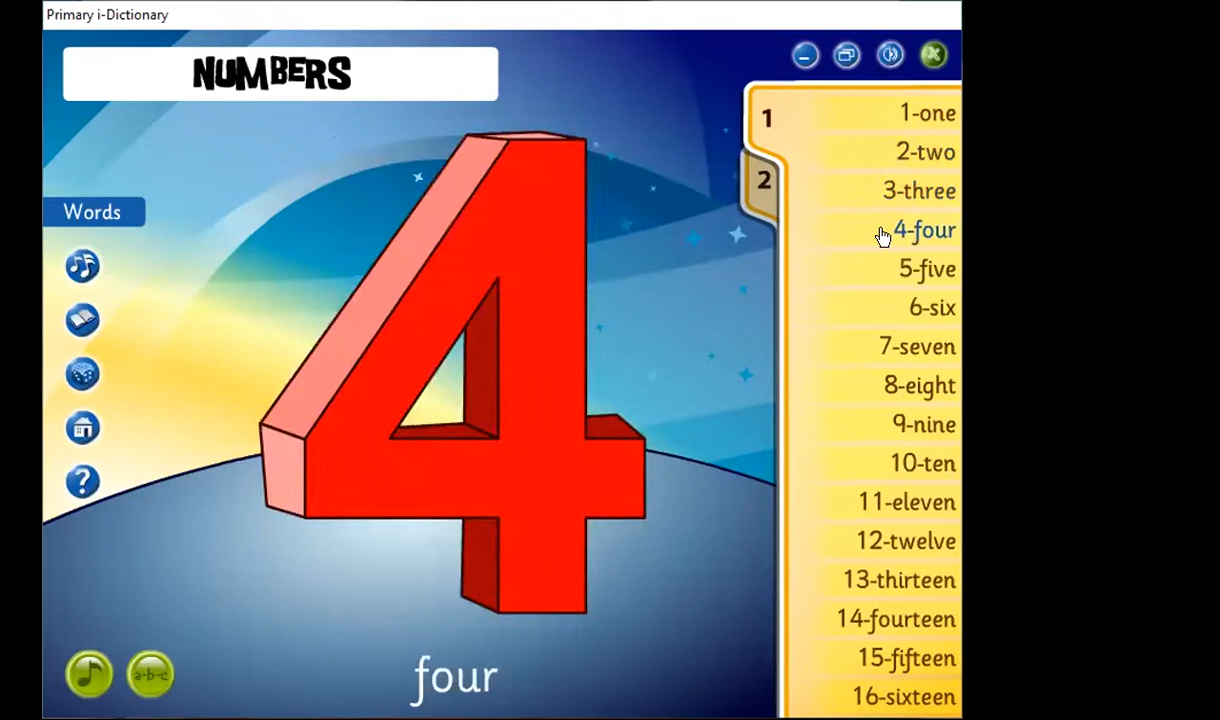 Primary i-Dictionary
NUMBERS
Words
4
four
a-b-c
?
1
2
1-one
2-two
3-three
4-four
5-five
6-six
7-seven
8-eight
9-nine
10-ten
11-eleven
12-twelve
13-thirteen
14-fourteen
15-fifteen
16-sixteen